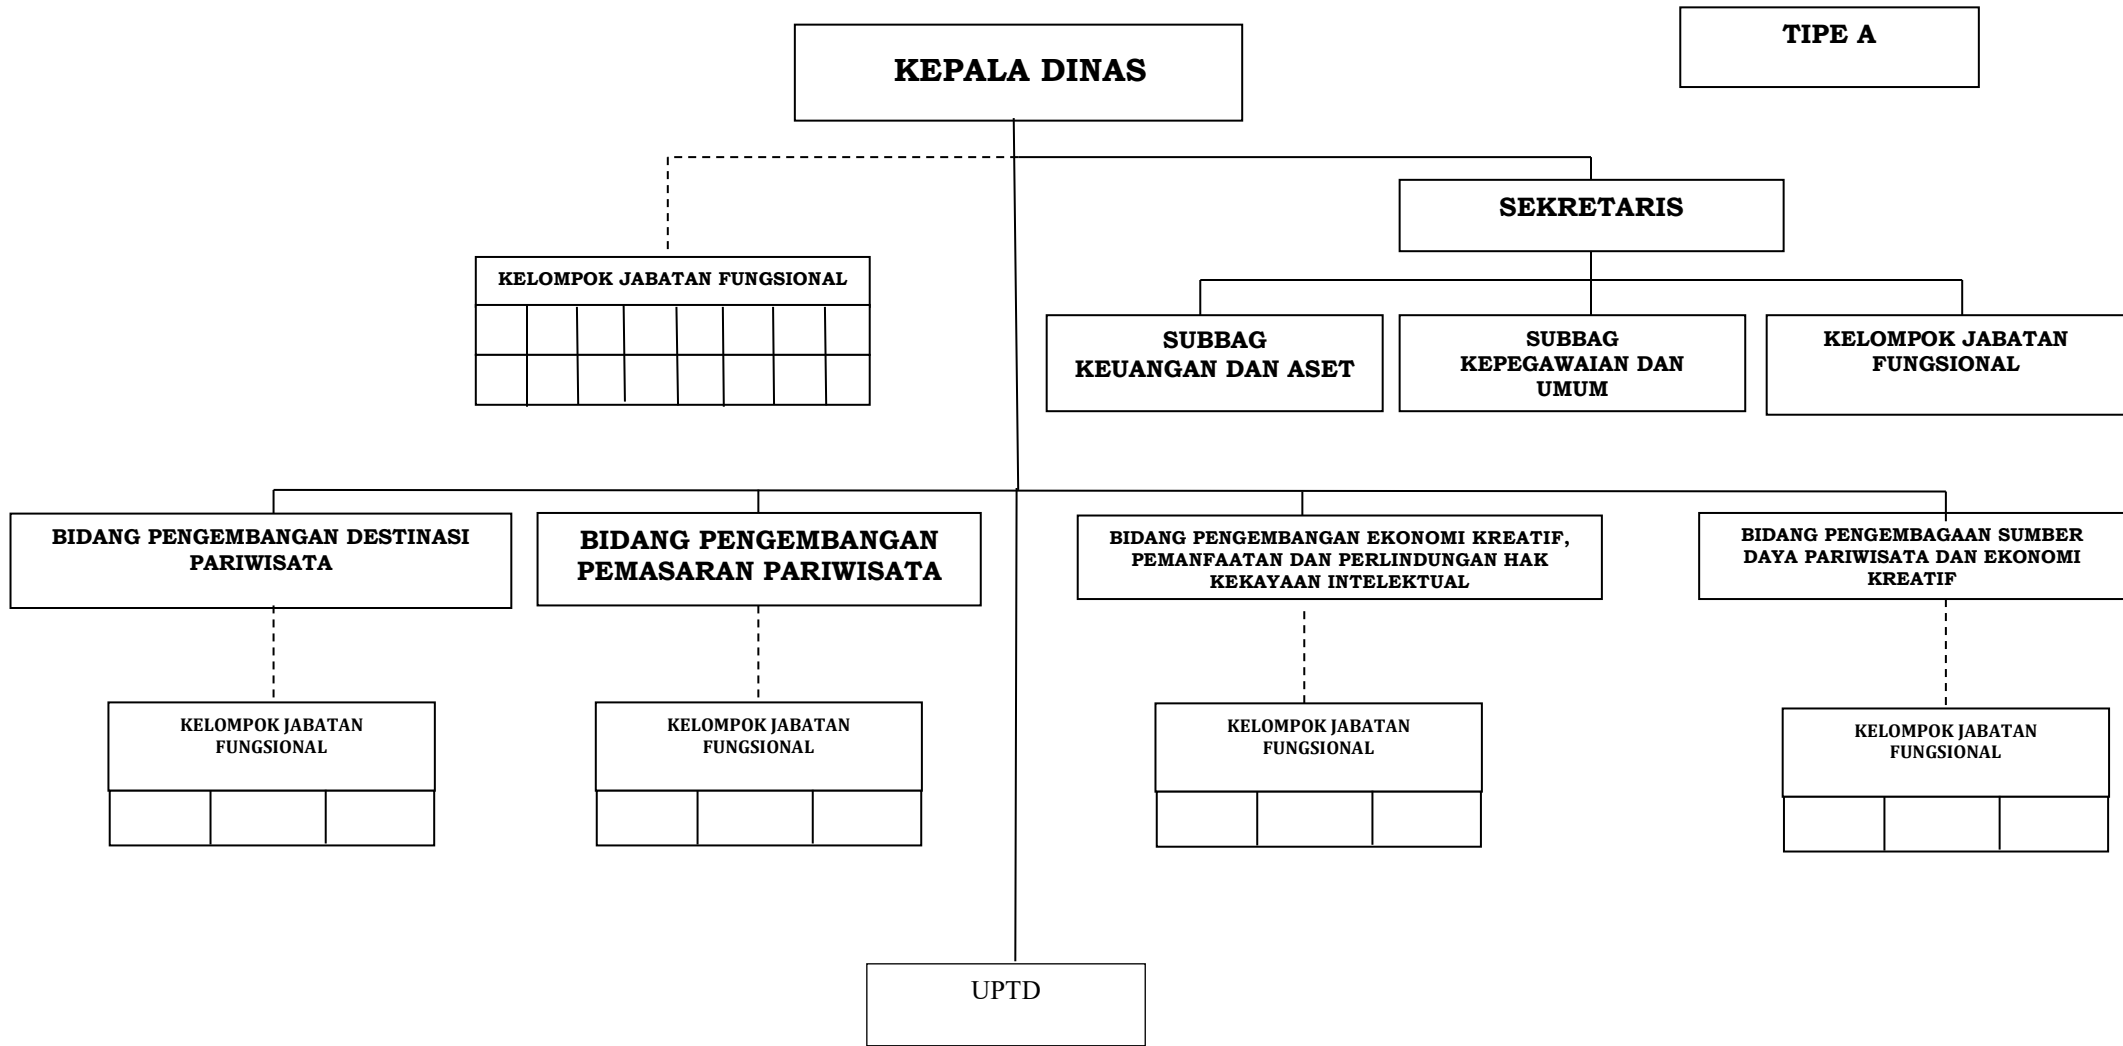 TIPE A
KEPALA DINAS
SEKRETARIS
KELOMPOK JABATAN FUNGSIONAL
SUBBAG
KEUANGAN DAN ASET
SUBBAG
KEPEGAWAIAN DAN
UMUM
KELOMPOK JABATAN
FUNGSIONAL
BIDANG PENGEMBANGAN DESTINASI
PARIWISATA
BIDANG PENGEMBANGAN
PEMASARAN PARIWISATA
BIDANG PENGEMBANGAN EKONOMI KREATIF,
PEMANFAATAN DAN PERLINDUNGAN HAK
KEKAYAAN INTELEKTUAL
BIDANG PENGEMBAGAAN SUMBER
DAYA PARIWISATA DAN EKONOMI
KREATIF
KELOMPOK JABATAN
FUNGSIONAL
KELOMPOK JABATAN
FUNGSIONAL
KELOMPOK JABATAN
FUNGSIONAL
KELOMPOK JABATAN
FUNGSIONAL
UPTD